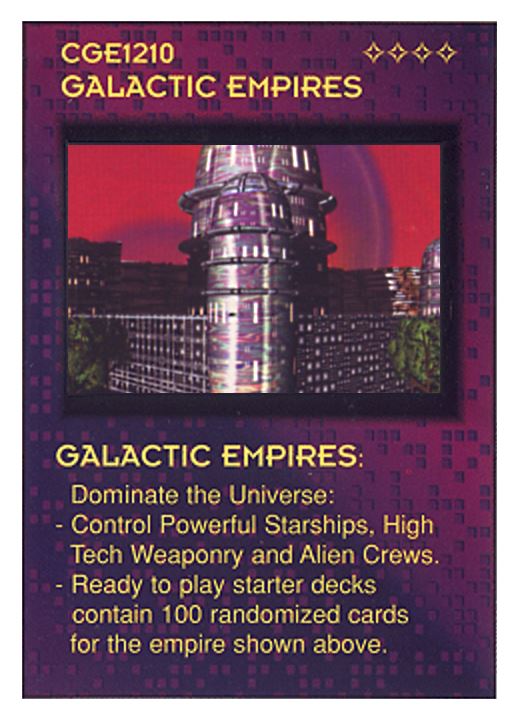 CGE1210
GALACTIC EMPIRES
GALACTIC EMPIRES:
Dominate the Universe:
- Control Powerful Starships, High
Tech Weaponry and Alien Crews.
- Ready to play starter decks
contain 100 randomized cards
for the empire shown above.